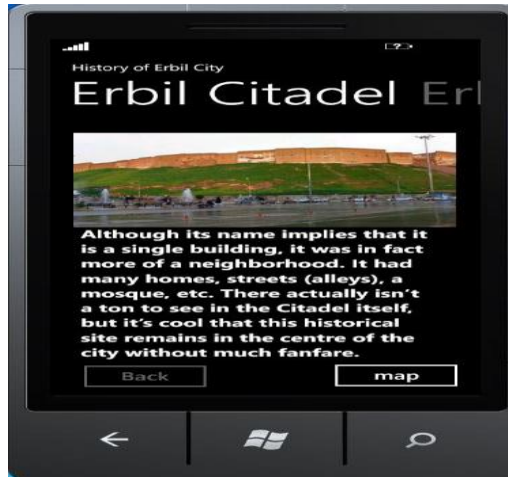 History of Erbil City
Erbil Citadel Er
Although its name implies that it
is a single building, it was in fact
more of a neighborhood. It had
many homes, streets (alleys), a
mosque, etc. There actually isn't
a ton to see in the Citadel itself,
but it's cool that this historical
site remains in the centre of the
city without much fanfare.
Back
map